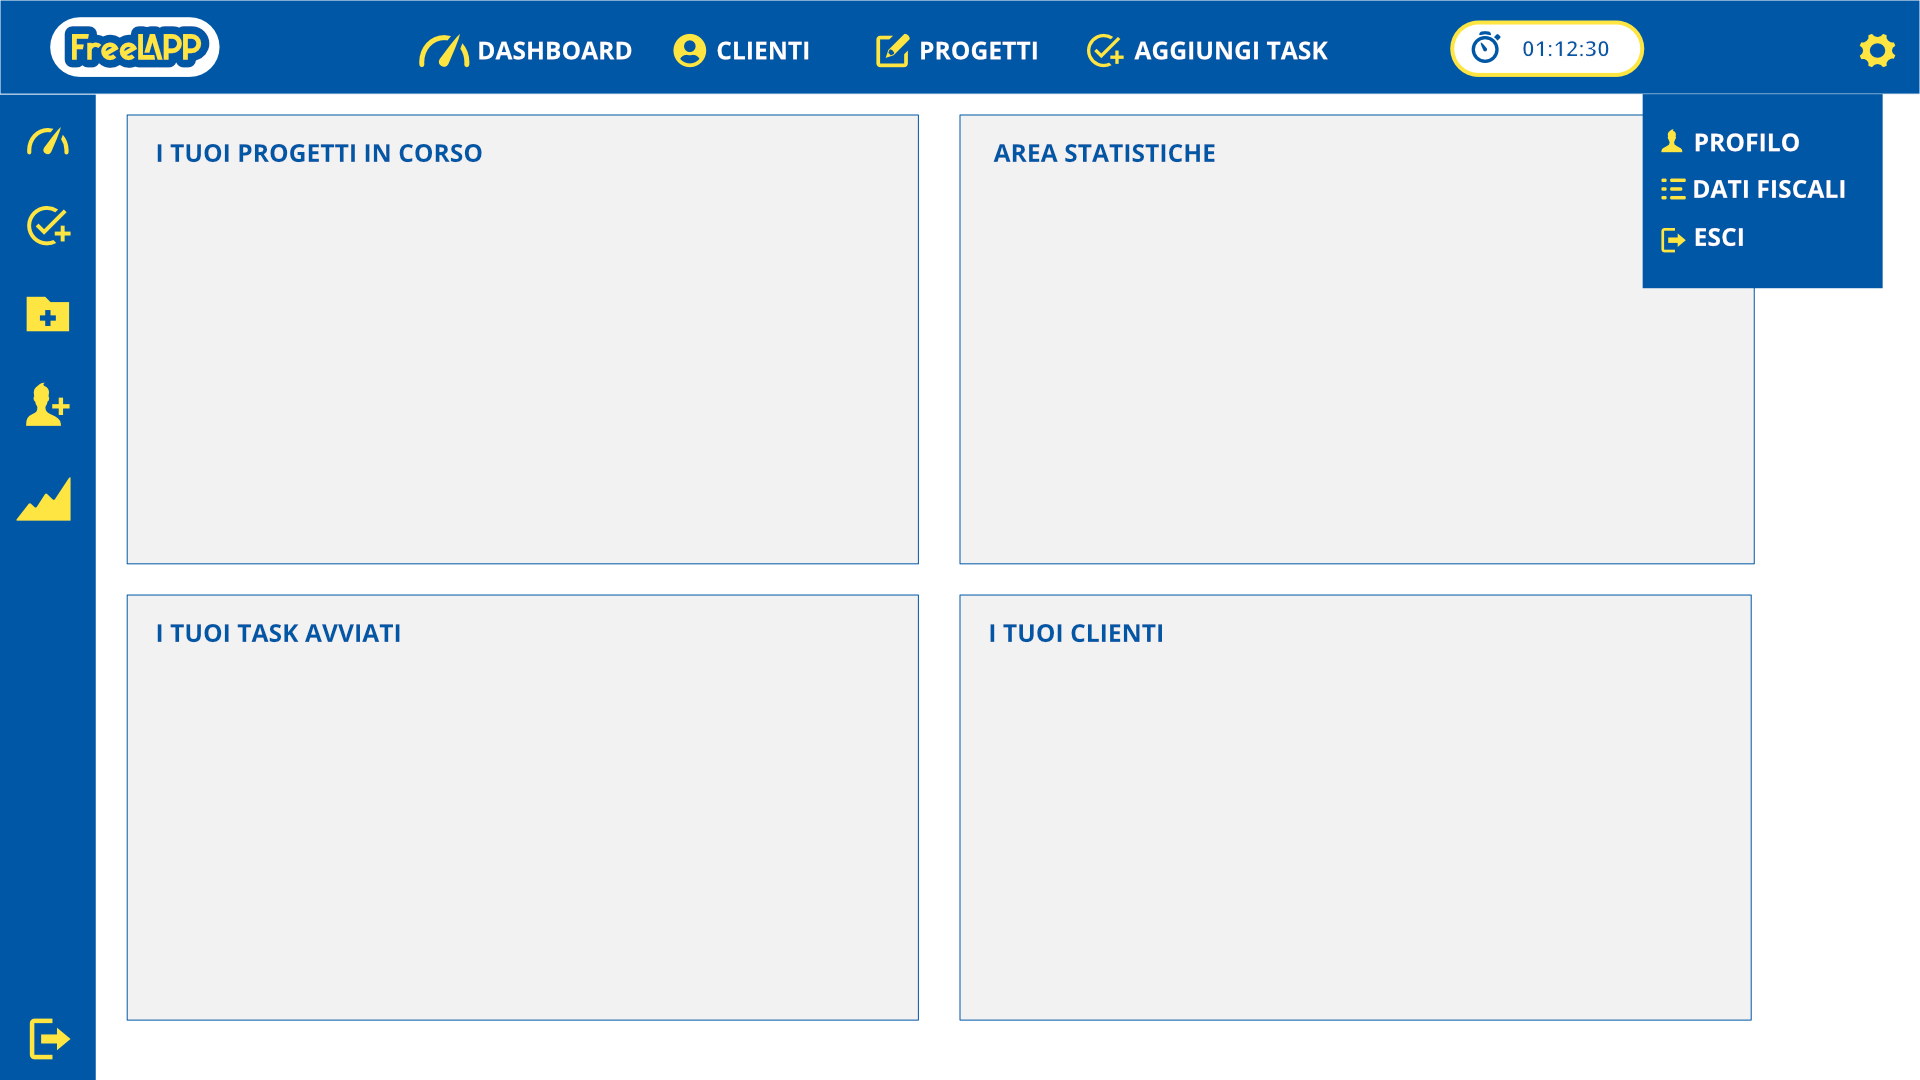 FreeLAPP
DASHBOARD
CLIENTI
PROGETTI
AGGIUNGI TASK
01:12:30
PROFILO
DATI FISCALI
ESCI
I TUOI PROGETTI IN CORSO
AREA STATISTICHE
I TUOI TASK AVVIATI
I TUOI CLIENTI